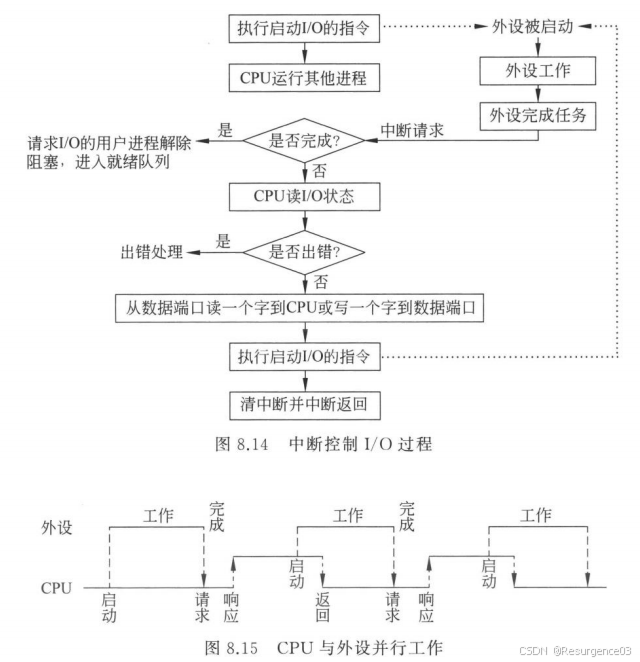 执行启动I/O的指令
外设被启动
CPU运行其他进程
外设工作
外设完成任务
中断请求
是否完成?
是
请求I/O的用户进程解除
阻塞，进入就绪队列
否
CPU读I/O状态
是否出错?
是
出错处理
否
从数据端口读一个字到CPU或写一个字到数据端口
执行启动I/O的指令
清中断并中断返回
图 8.14 中断控制 I/O 过程
外设
工作
完成
工作
完成
工作
CPU
启动
请求
响应
启动
返回
请求
响应
启动
图 8.15 CPU 与外设并行工作
CSDN @Resurgence03